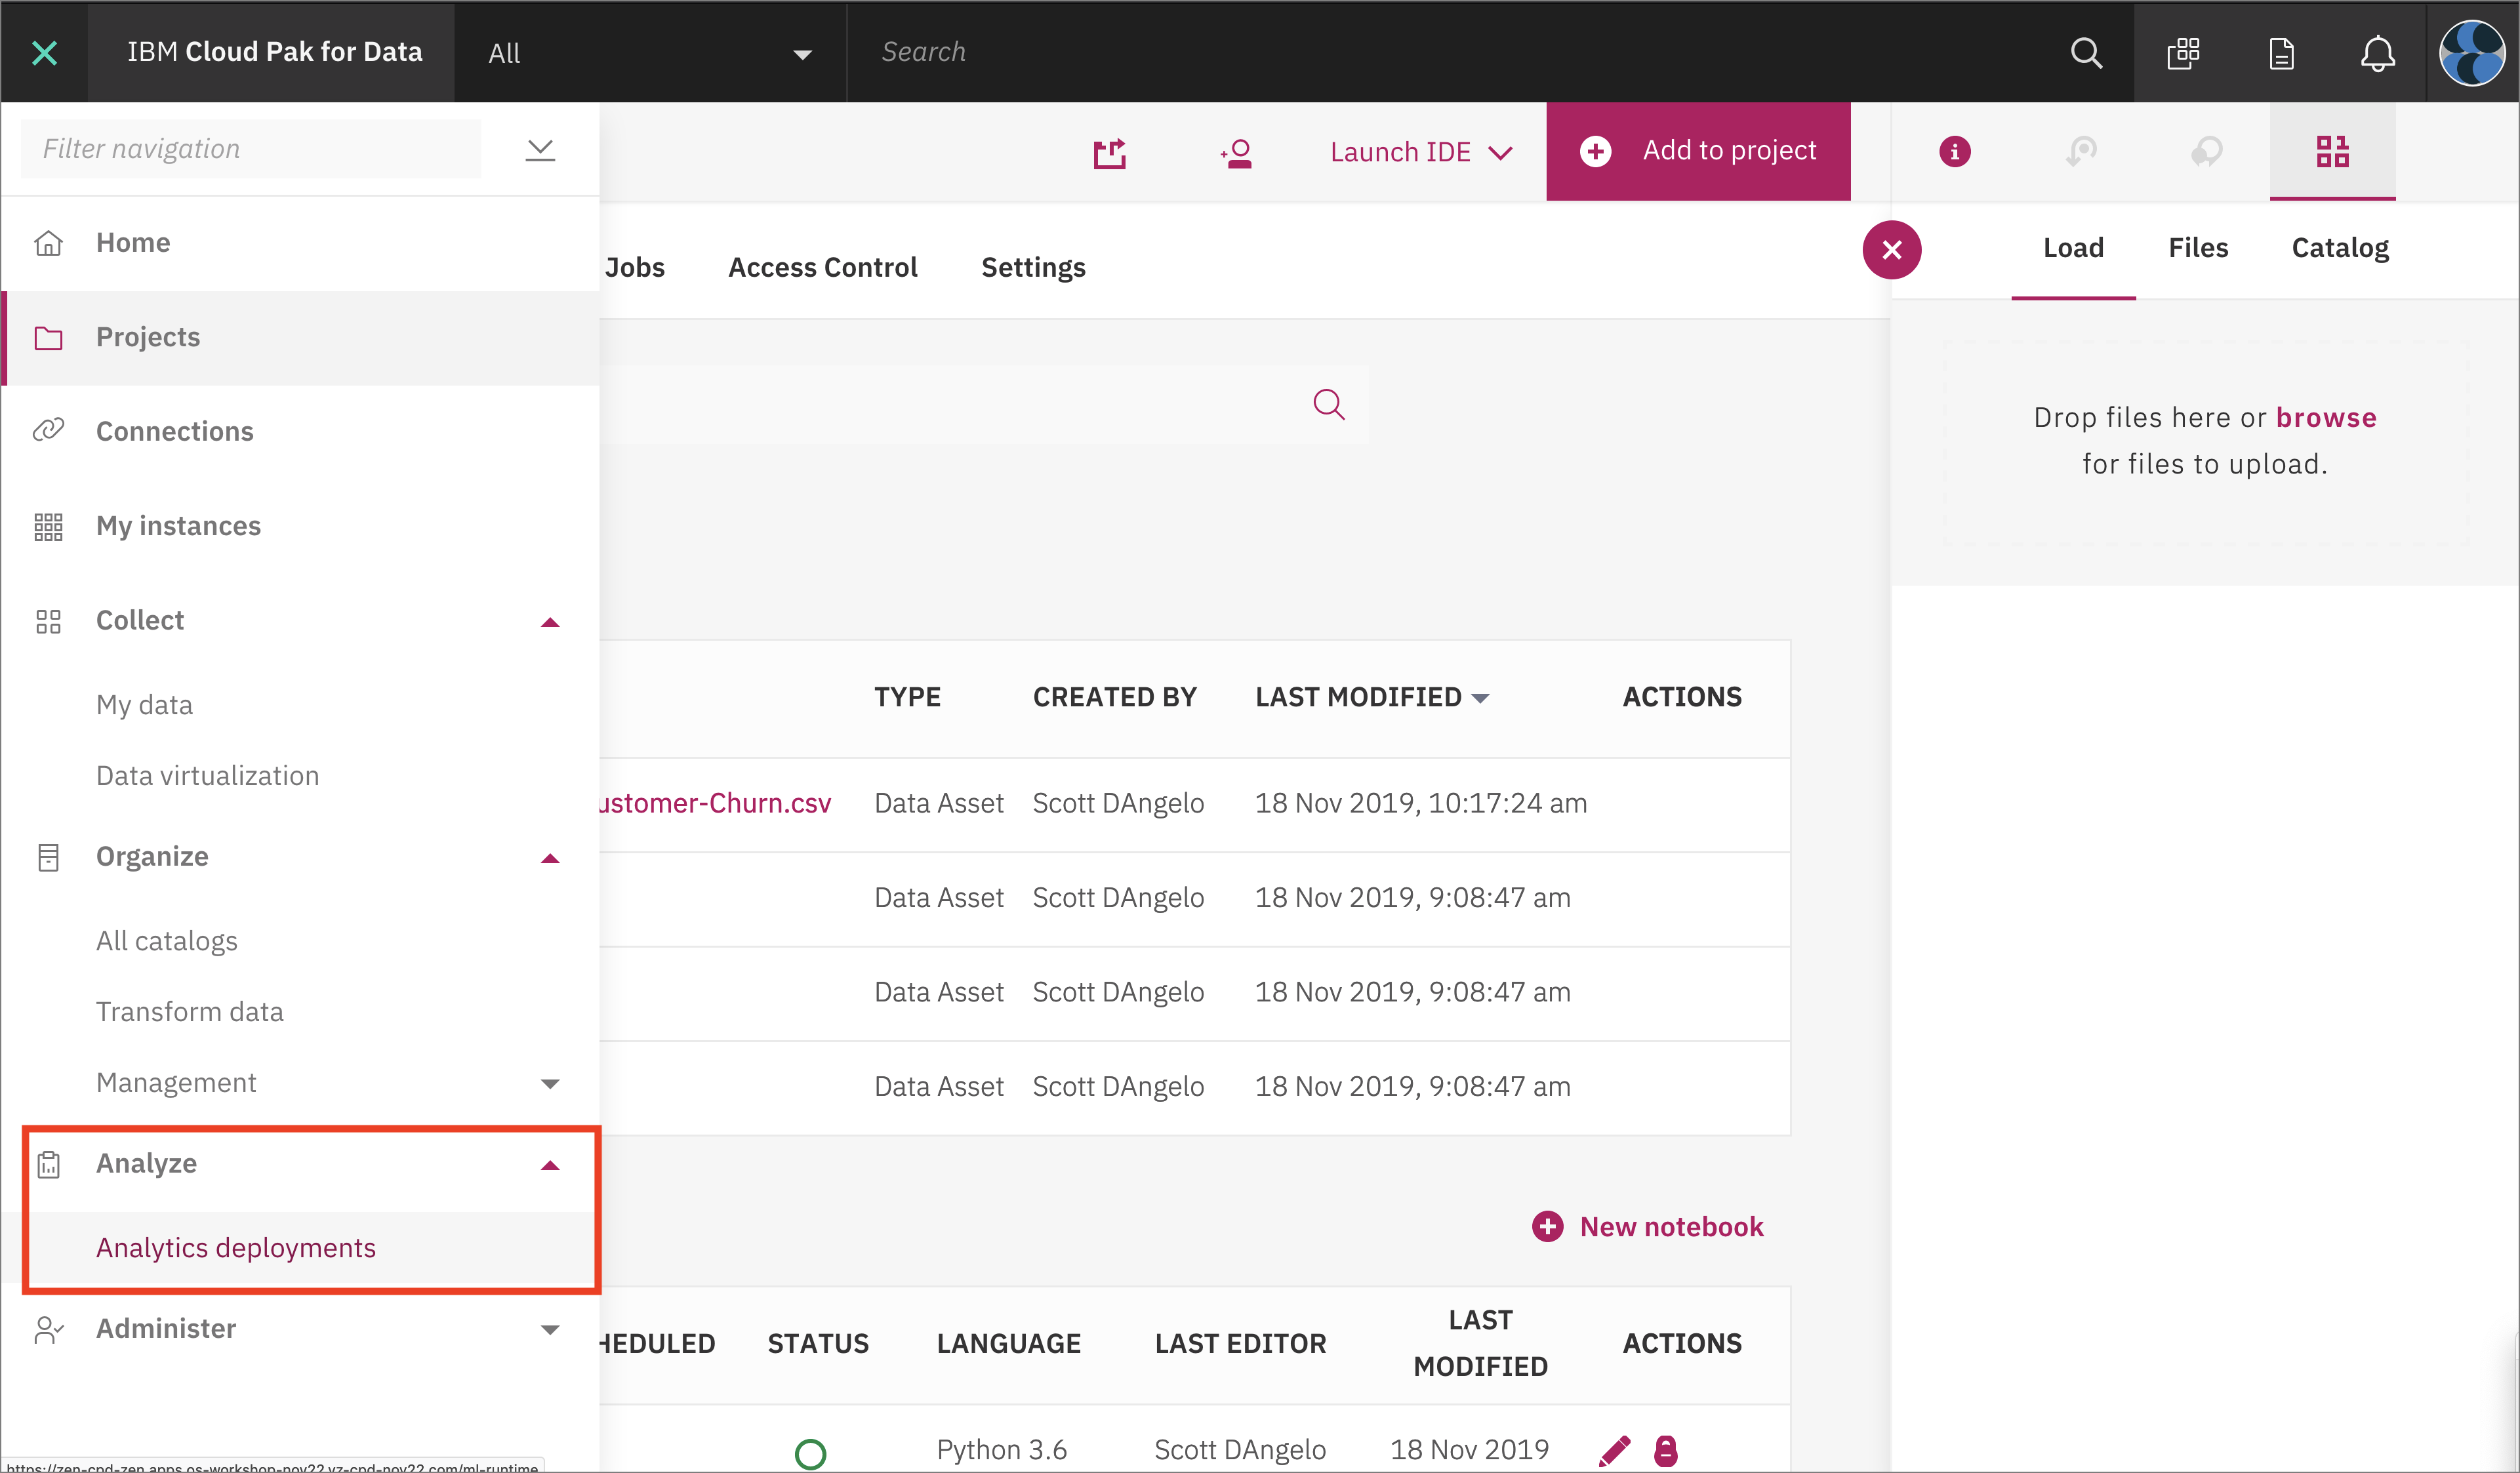 IBM Cloud Pak for Data
All
Search
Filter navigation
Launch IDE
Add to project
Home
Projects
Connections
My instances
Collect
My data
Data virtualization
Organize
All catalogs
Transform data
Management
Analyze
Analytics deployments
Administer
Jobs Access Control Settings
Load Files Catalog
Drop files here or browse
for files to upload.
TYPE CREATED BY LAST MODIFIED ACTIONS
ustomer-Churn.csv Data Asset Scott DAngelo 18 Nov 2019, 10:17:24 am
Data Asset Scott DAngelo 18 Nov 2019, 9:08:47 am
Data Asset Scott DAngelo 18 Nov 2019, 9:08:47 am
Data Asset Scott DAngelo 18 Nov 2019, 9:08:47 am
New notebook
HEDULED STATUS LANGUAGE LAST EDITOR LAST MODIFIED ACTIONS
Python 3.6 Scott DAngelo 18 Nov 2019
https://zen-cpd-zen.apps.os-workshop-nov22.vz-cpd-nov22.com/ml-runtime